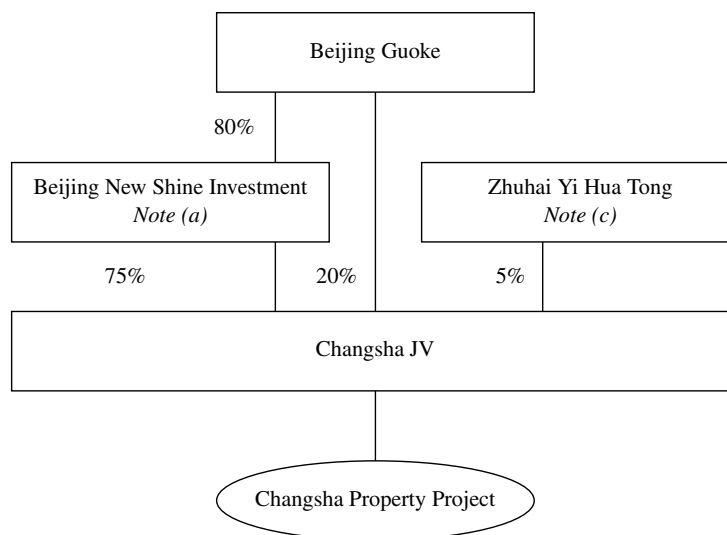 Beijing Guoke
80%
Beijing New Shine Investment
Note (a)
Zhuhai Yi Hua Tong
Note (c)
75%
20%
5%
Changsha JV
Changsha Property Project